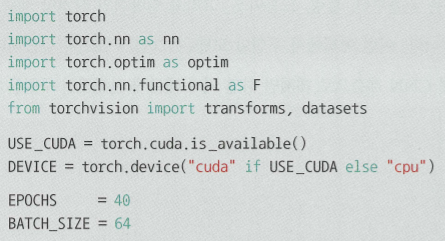 import torch
import torch.nn as nn
import torch.optim as optim
import torch.nn.functional as F
from torchvision import transforms, datasets
USE_CUDA = torch.cuda.is_available()
DEVICE = torch.device("cuda" if USE_CUDA else "cpu")
EPOCHS     = 40
BATCH_SIZE = 64